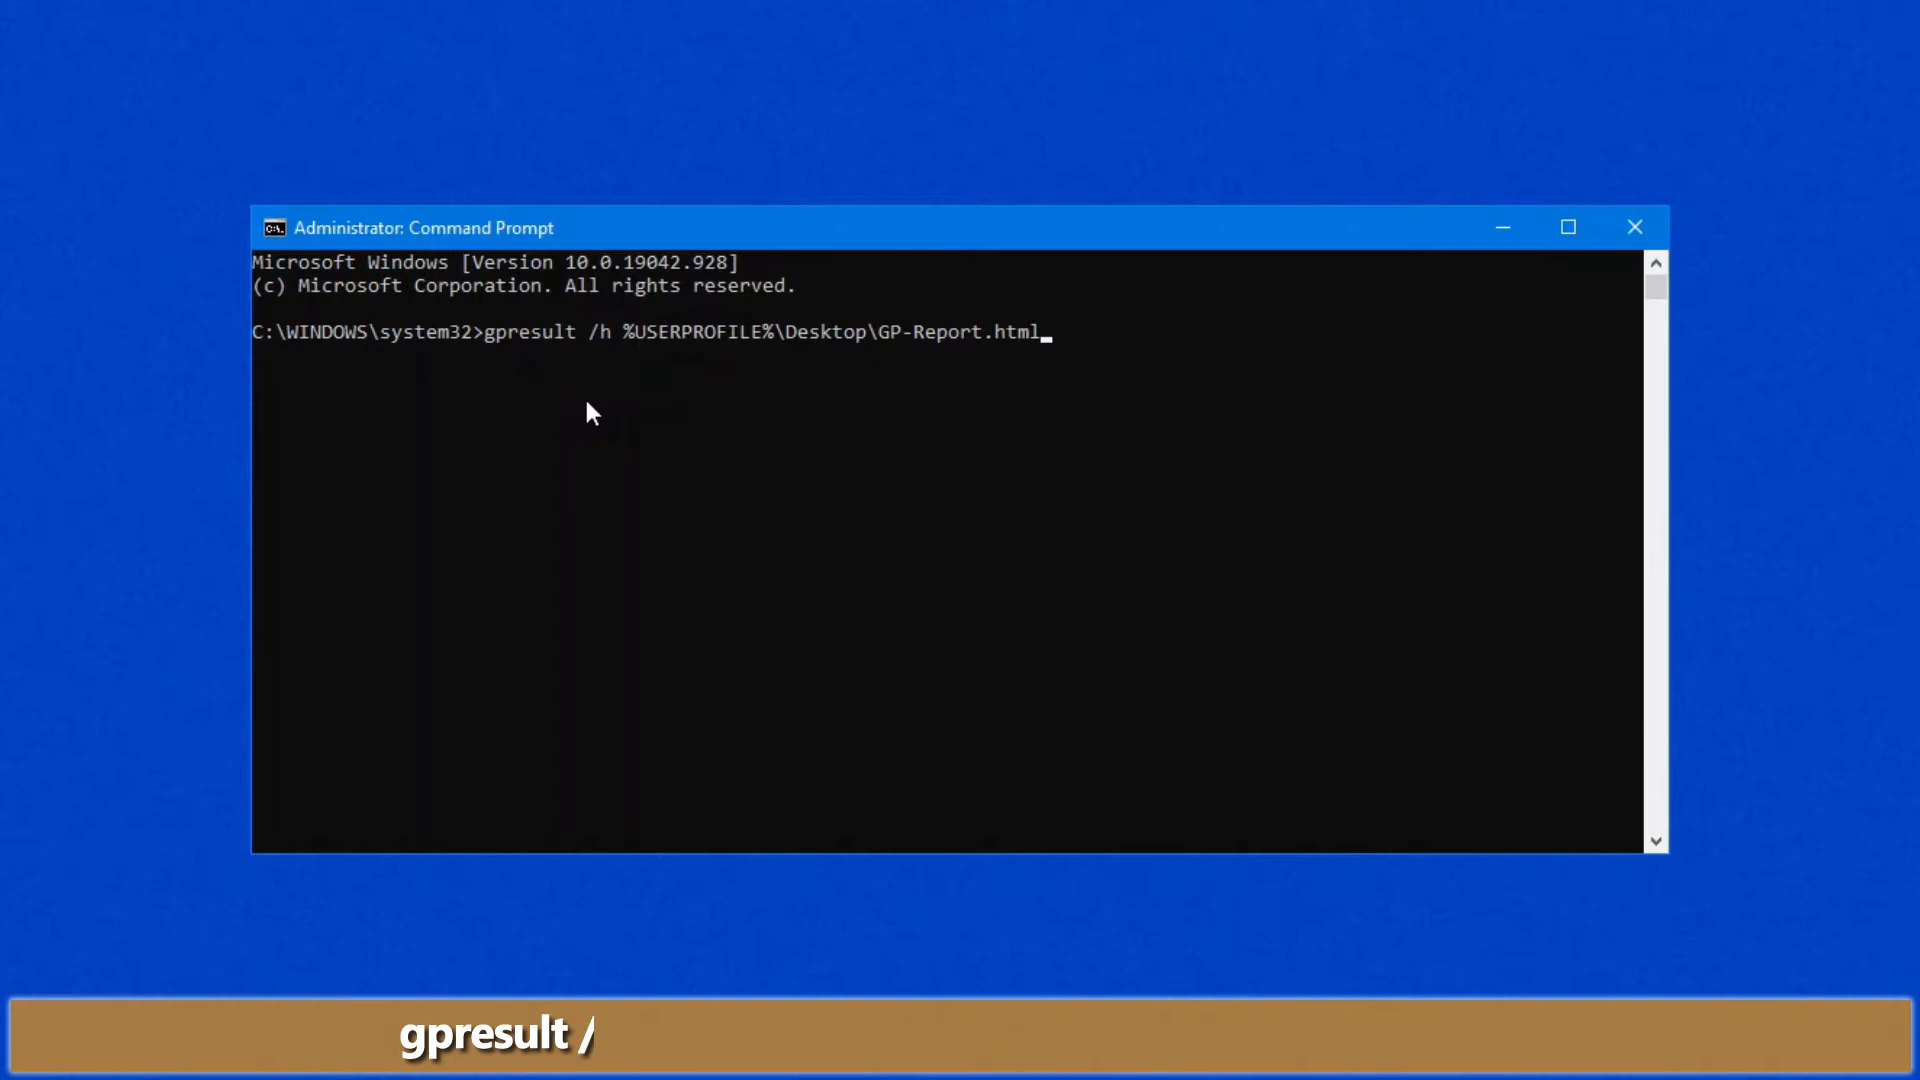 Administrator: Command Prompt
Microsoft Windows [Version 10.0.19042.928]
(c) Microsoft Corporation. All rights reserved.
C:\WINDOWS\system32>gpresult /h %USERPROFILE%\Desktop\GP-Report.html
gpresult /